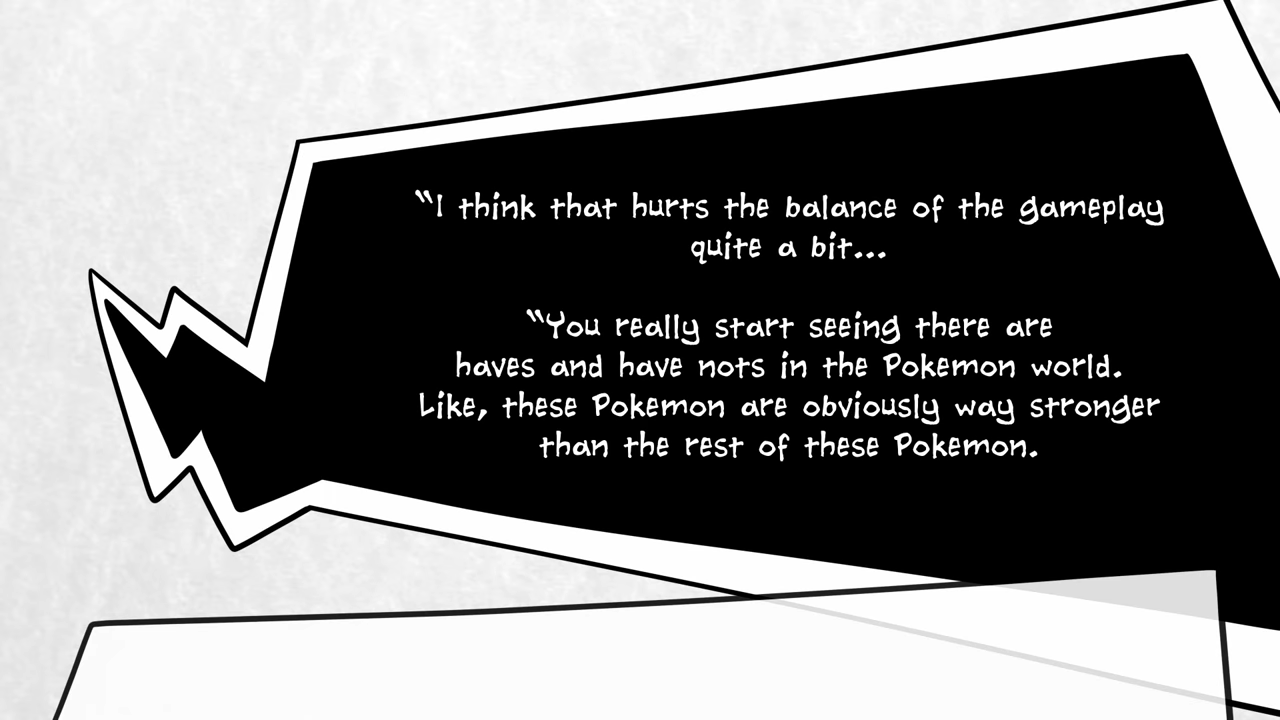 “I think that hurts the balance of the gameplay
quite a bit...
“You really start seeing there are
haves and have nots in the Pokemon world.
Like, these Pokemon are obviously way stronger
than the rest of these Pokemon.